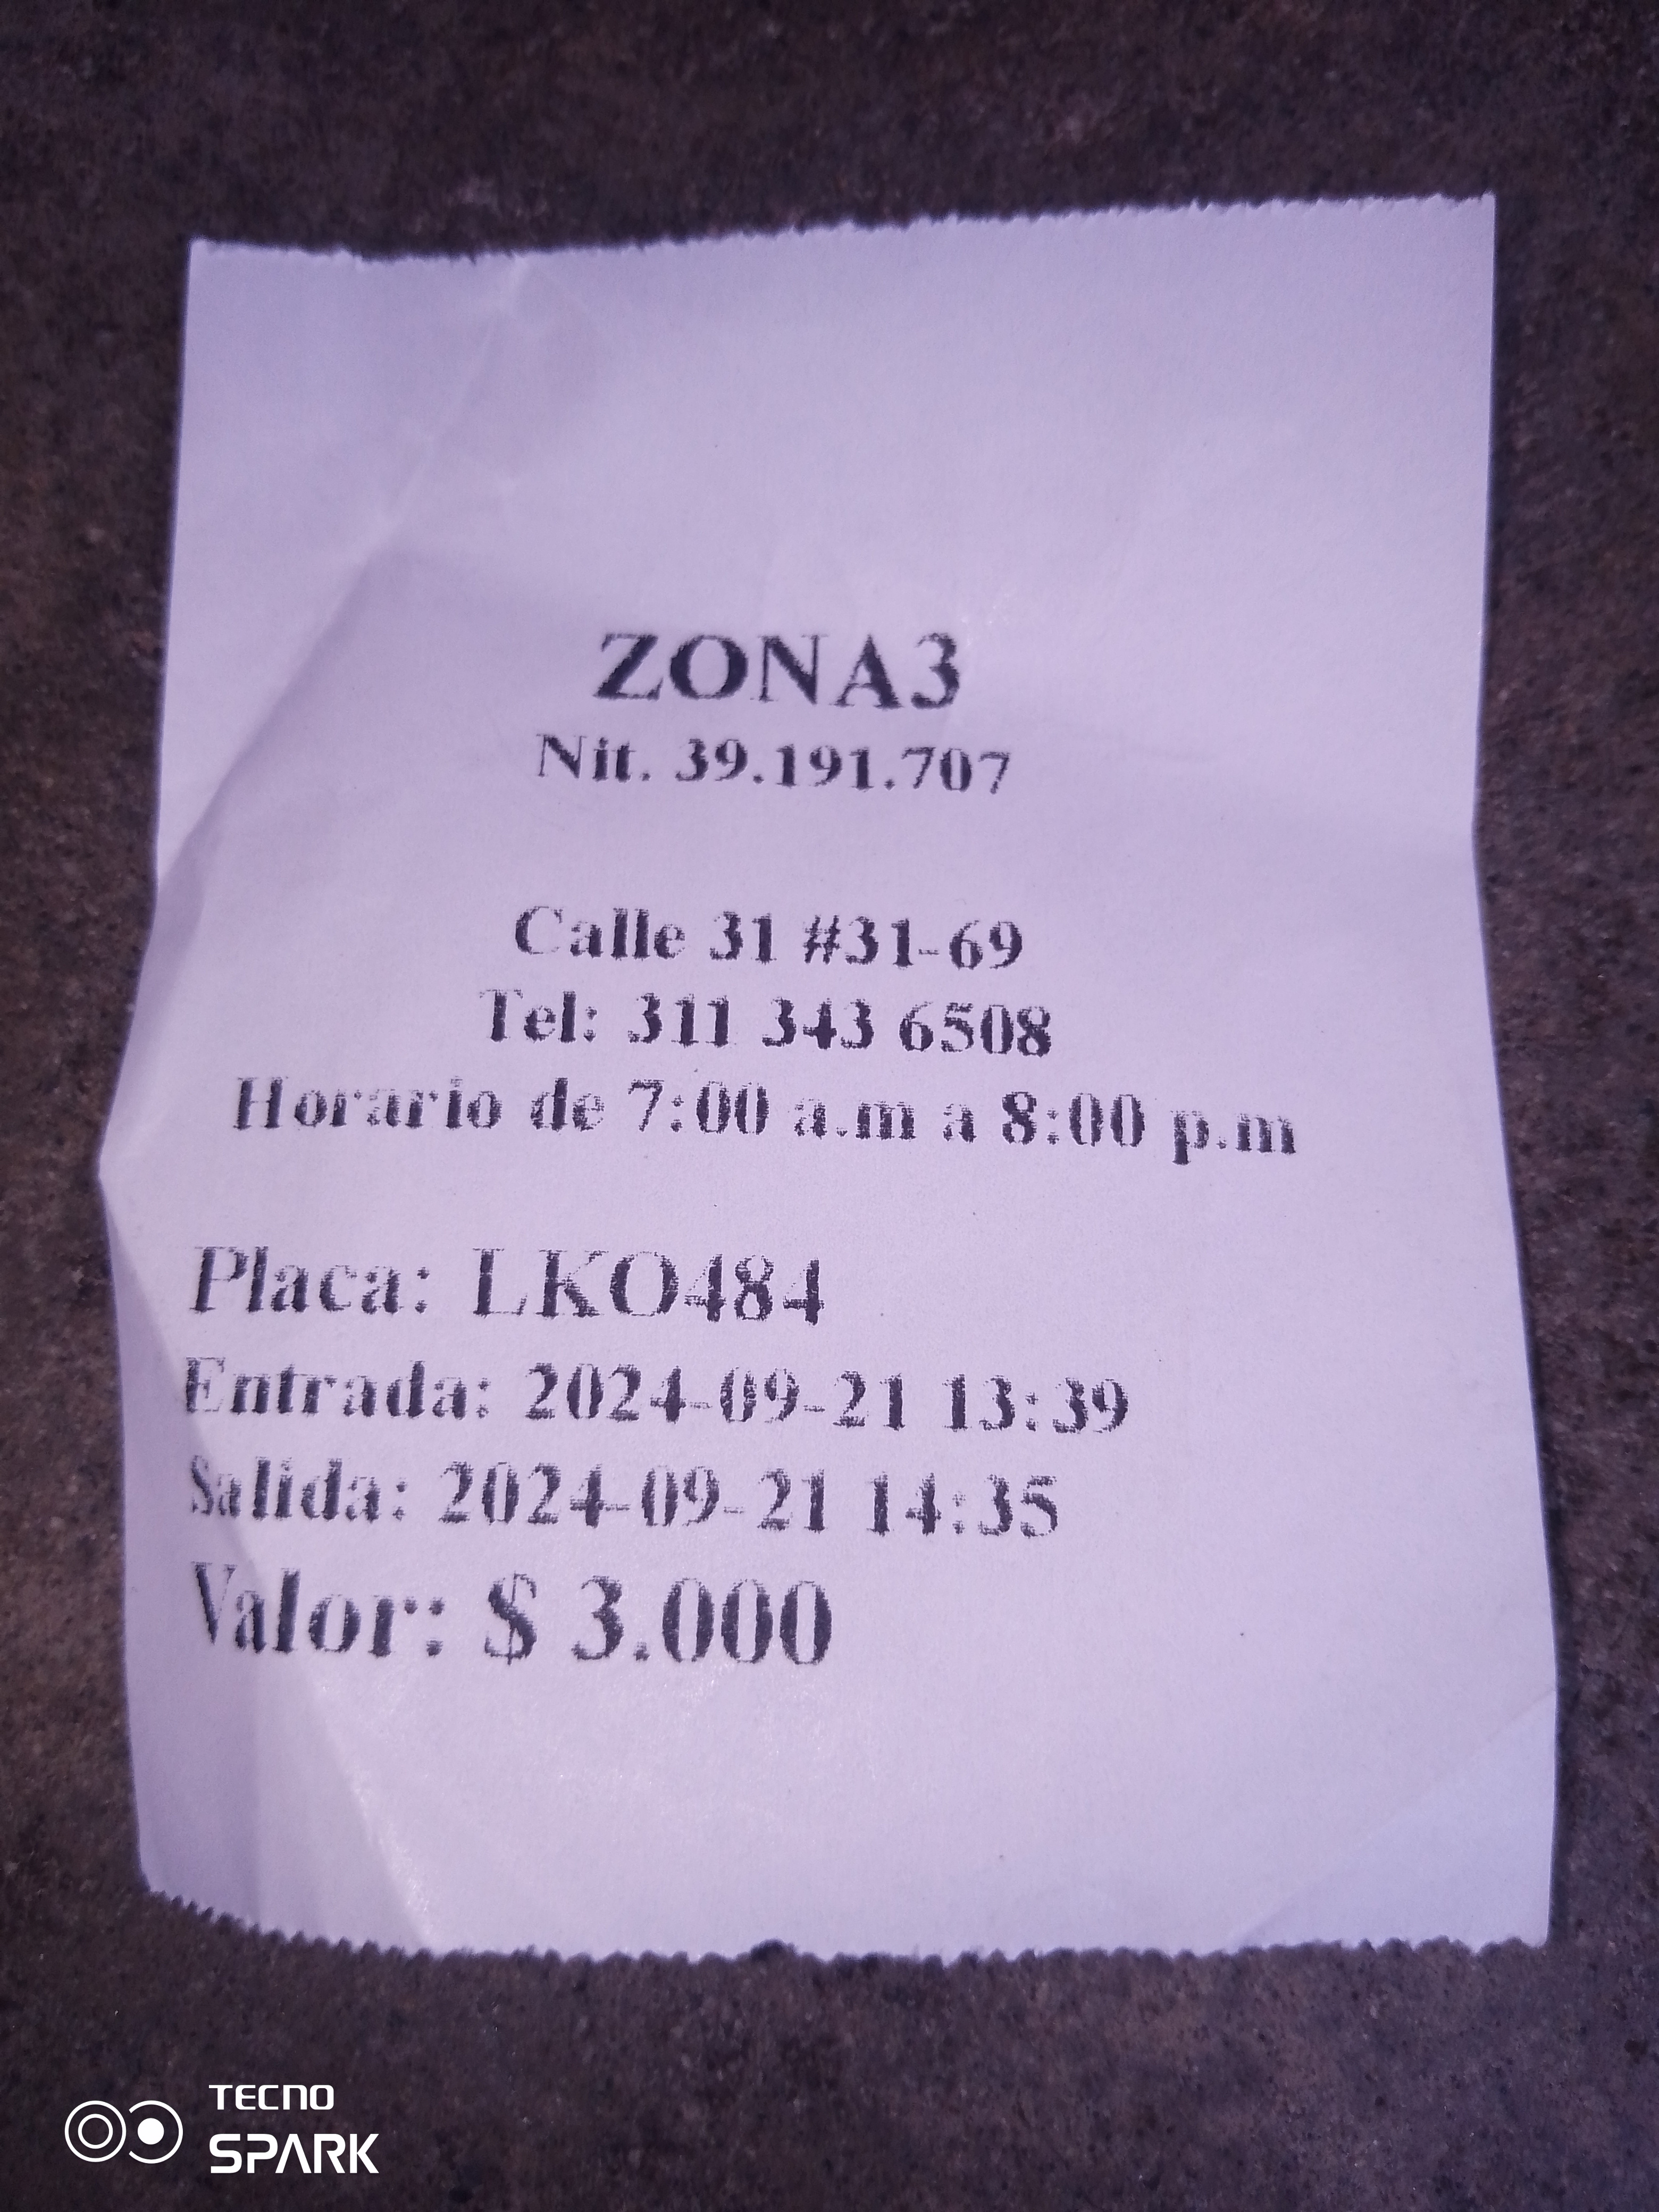 ZONA3
Nit. 39.191.707
Calle 31 #31-69
Tel: 311 343 6508
Horario de 7:00 a.m a 8:00 p.m
Placa: LKO484
Entrada: 2024-09-21 13:39
Salida: 2024-09-21 14:35
Valor: $ 3.000
TECNO
SPARK